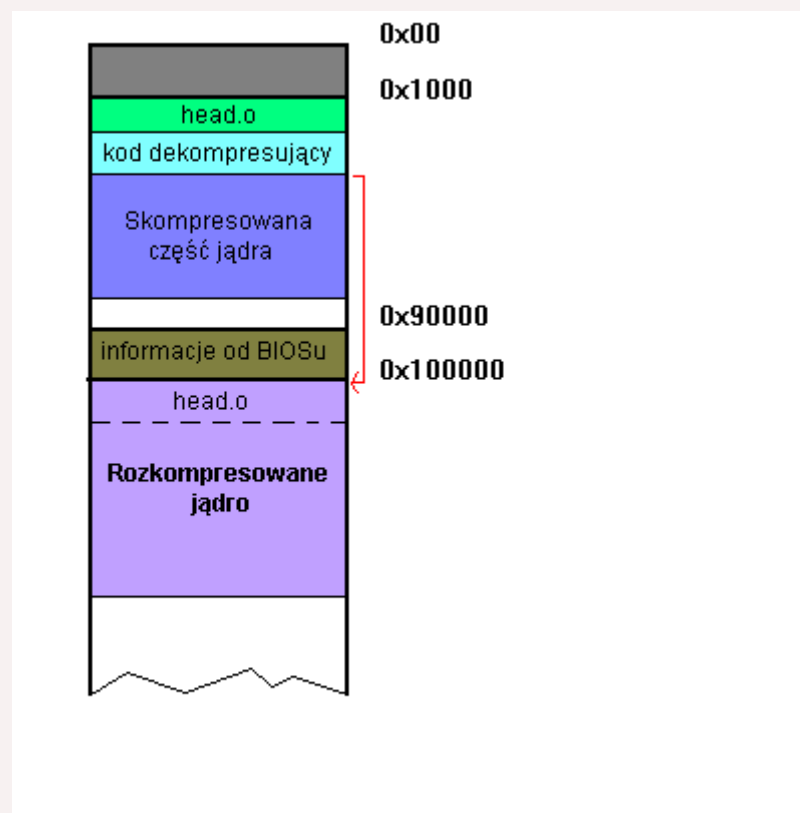 0x00
0x1000
head.o
kod dekompresujący
Skompresowana
część jądra
0x90000
informacje od BIOSu
0x100000
head.o
Rozkompresowane
jądro